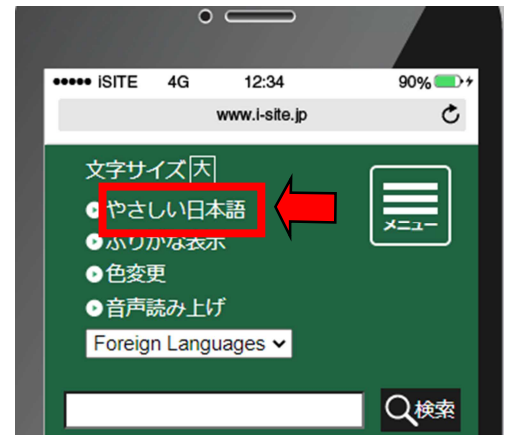 iSITE 4G 12:34 90%
www.i-site.jp
文字サイズ大
やさしい日本語
ふりがな表示
色変更
音声読み上げ
Foreign Languages
メニュー
検索